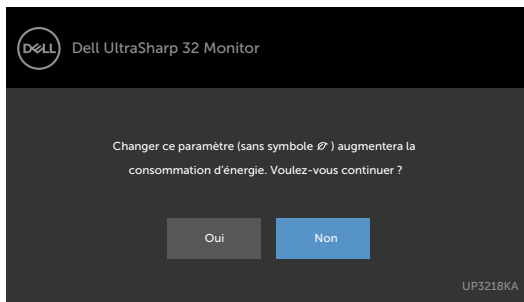 DELL
Dell UltraSharp 32 Monitor
Changer ce paramètre (sans symbole ) augmentera la
consommation d'énergie. Voulez-vous continuer ?
Oui
Non
UP3218KA